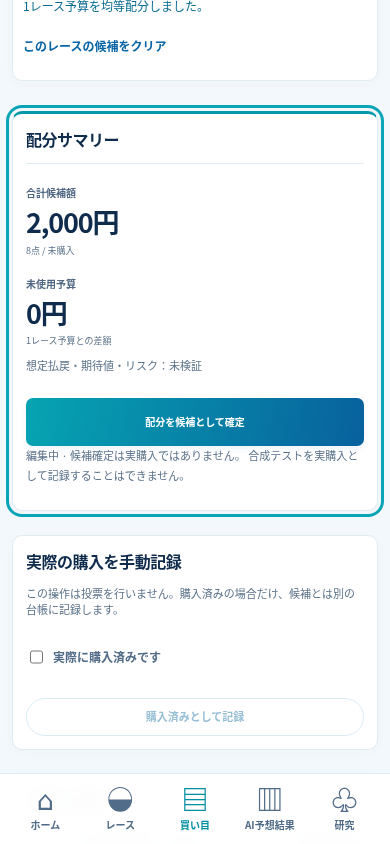 1レース予算を均等配分しました。
このレースの候補をクリア
配分サマリー
合計候補額
2,000円
8点 / 未購入
未使用予算
0円
1レース予算との差額
想定払戻・期待値・リスク：未検証
配分を候補として確定
編集中 · 候補確定は実購入ではありません。 合成テストを実購入と
して記録することはできません。
実際の購入を手動記録
この操作は投票を行いません。購入済みの場合だけ、候補とは別の
台帳に記録します。
実際に購入済みです
購入済みとして記録
ホーム
レース
買い目
AI予想結果
研究